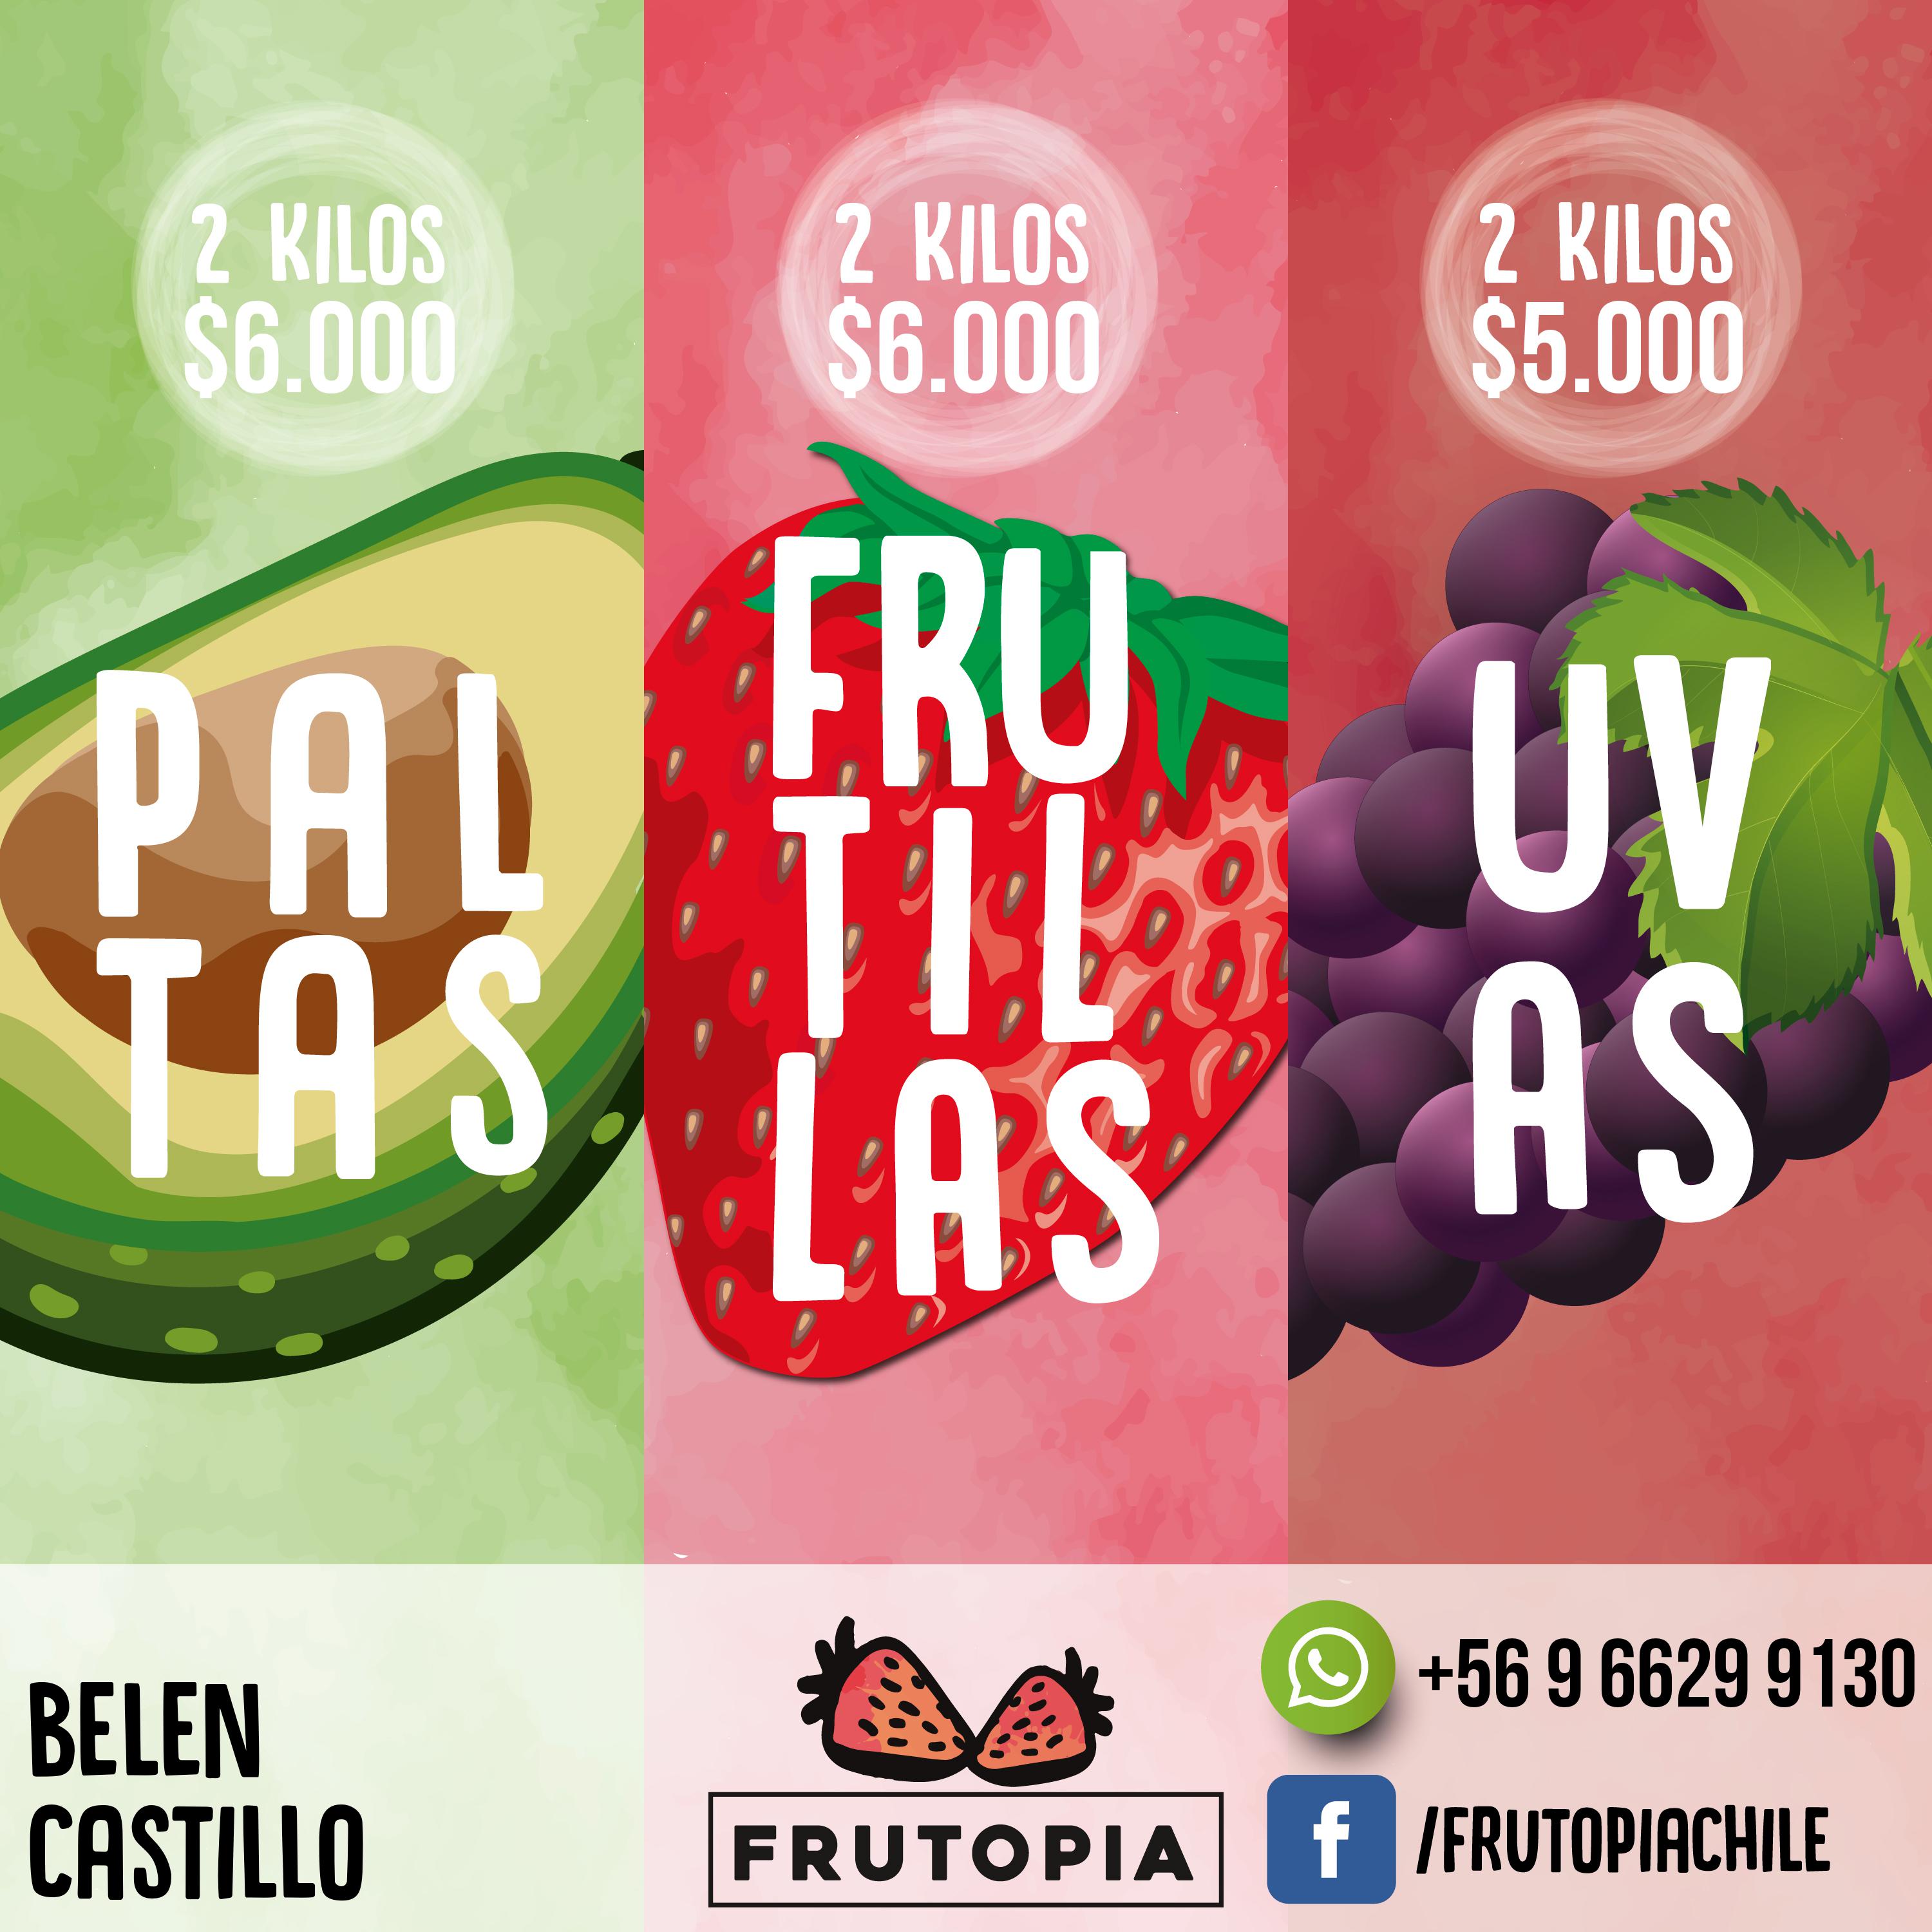 2 KILOS
$6.000
PAL
TAS
2 KILOS
$6.000
FRU
TIL
LAS
2 KILOS
$5.000
UV
AS
BELEN
CASTILLO
FRUTOPIA
+56 9 6629 9130
f
/FRUTOPIACHILE